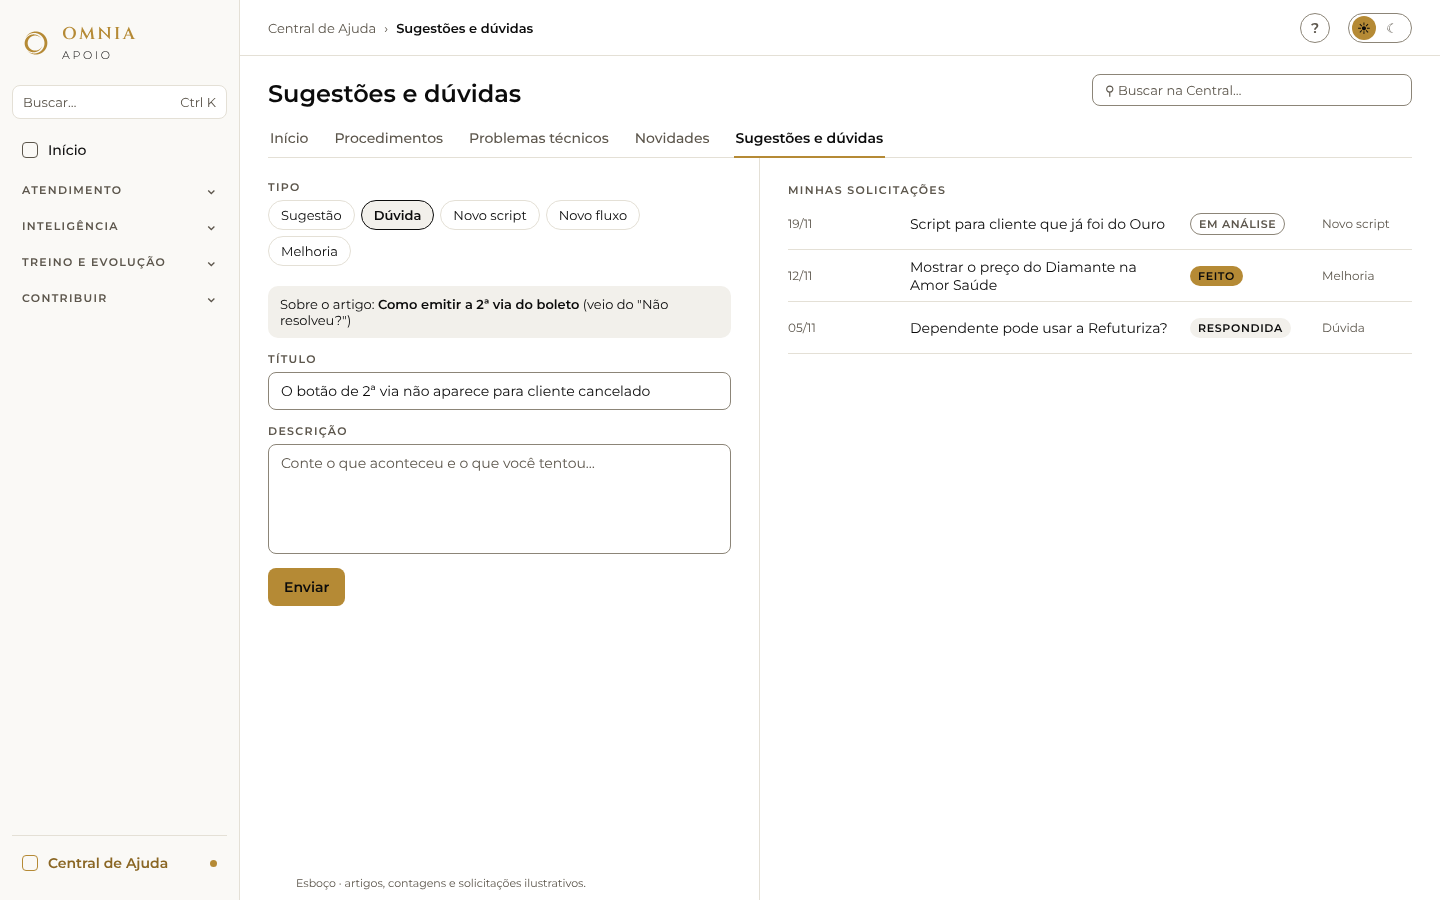 OMNIA
APOIO
Buscar... Ctrl K
Início
ATENDIMENTO
INTELIGÊNCIA
TREINO E EVOLUÇÃO
CONTRIBUIR
Central de Ajuda
Central de Ajuda › Sugestões e dúvidas
?
Sugestões e dúvidas
Buscar na Central...
Início Procedimentos Problemas técnicos Novidades Sugestões e dúvidas
TIPO
Sugestão Dúvida Novo script Novo fluxo
Melhoria
Sobre o artigo: Como emitir a 2ª via do boleto (veio do "Não
resolveu?")
TÍTULO
O botão de 2ª via não aparece para cliente cancelado
DESCRIÇÃO
Conte o que aconteceu e o que você tentou...
Enviar
MINHAS SOLICITAÇÕES
19/11 Script para cliente que já foi do Ouro EM ANÁLISE Novo script
12/11 Mostrar o preço do Diamante na
Amor Saúde FEITO Melhoria
05/11 Dependente pode usar a Refuturiza? RESPONDIDA Dúvida
Esboço · artigos, contagens e solicitações ilustrativos.